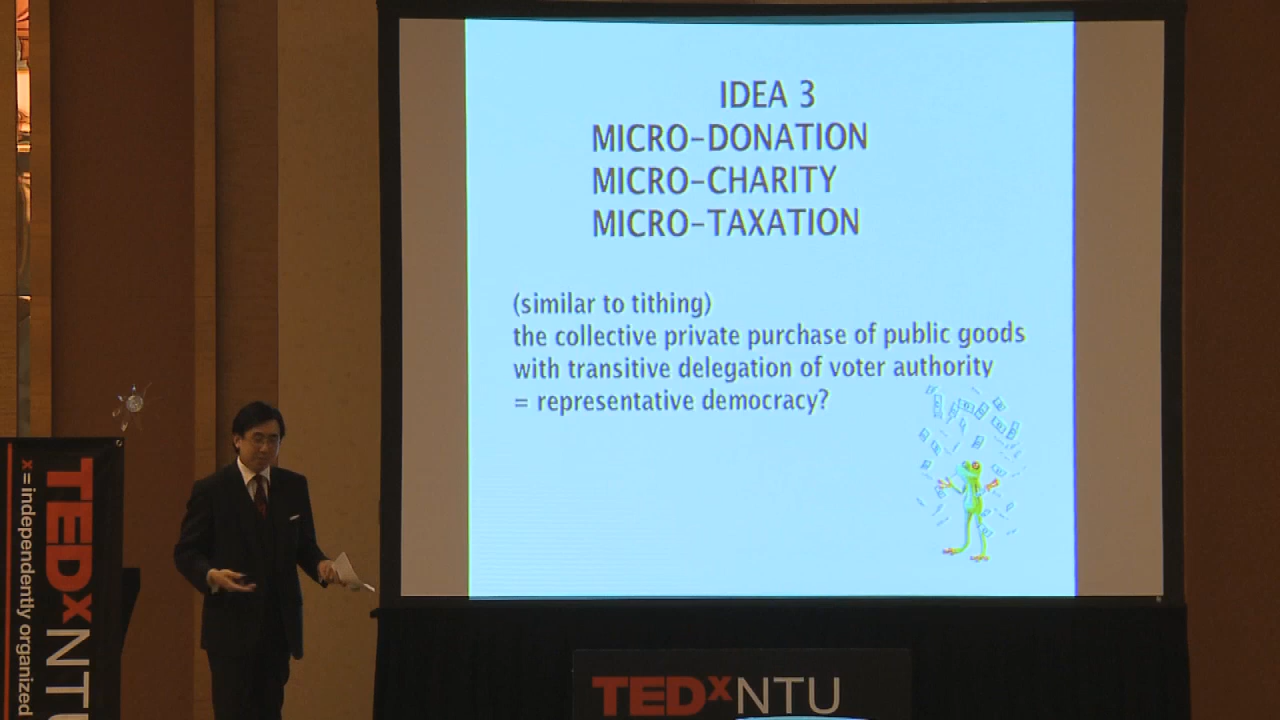 IDEA 3
MICRO-DONATION
MICRO-CHARITY
MICRO-TAXATION
(similar to tithing)
the collective private purchase of public goods
with transitive delegation of voter authority
= representative democracy?
TEDxNTU
x = independently organized
TEDxNTU